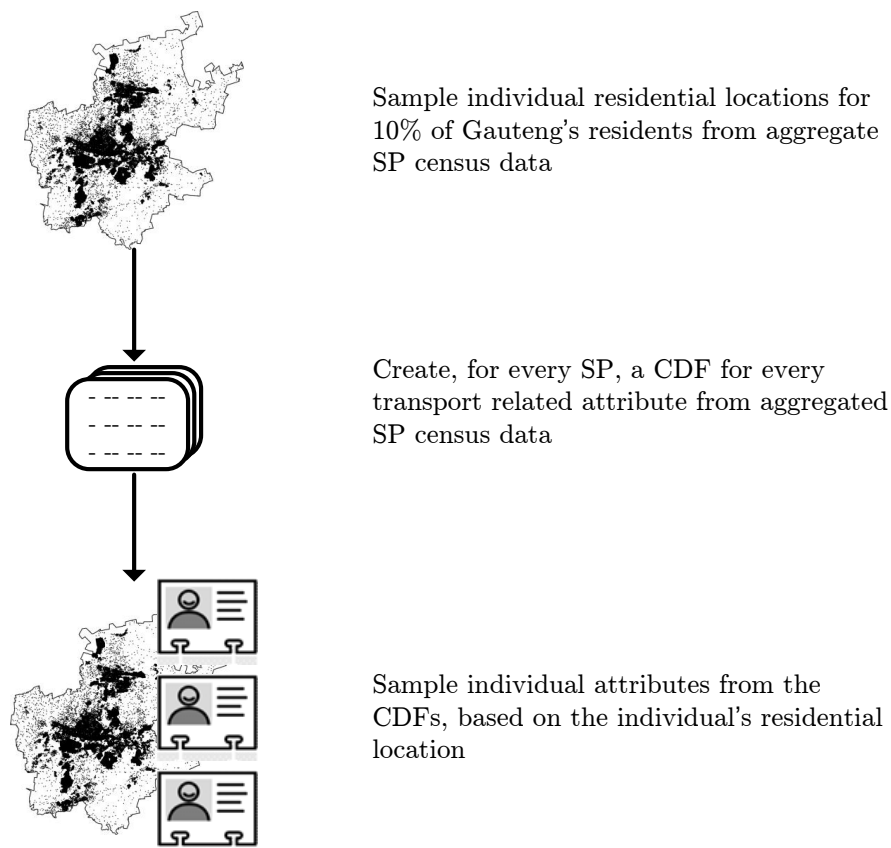 Sample individual residential locations for
10% of Gauteng's residents from aggregate
SP census data
Create, for every SP, a CDF for every
transport related attribute from aggregated
SP census data
Sample individual attributes from the
CDFs, based on the individual's residential
location